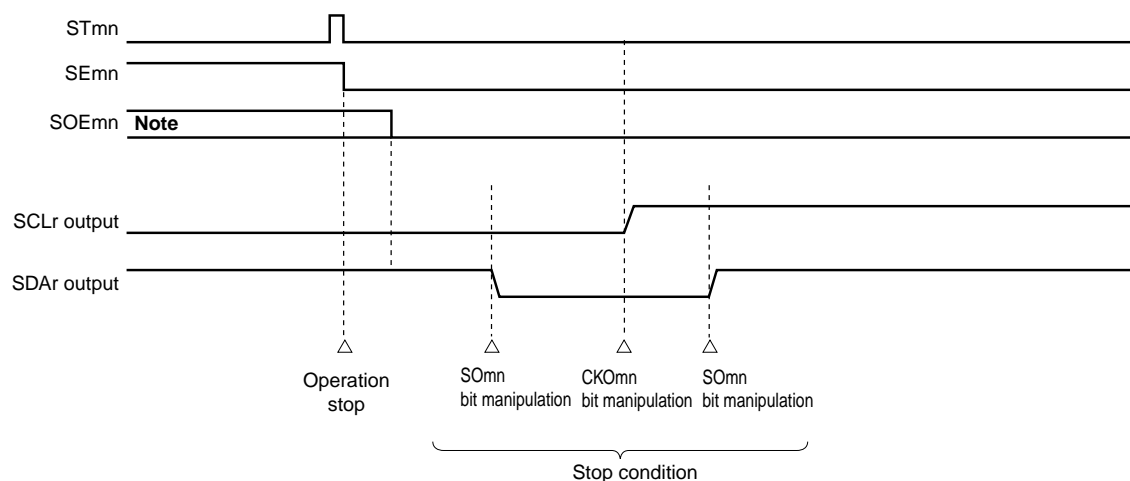 STmn
SEmn
SOEmn Note
SCLr output
SDAr output
Operation
stop
SOmn
bit manipulation
CKOmn
bit manipulation
SOmn
bit manipulation
Stop condition